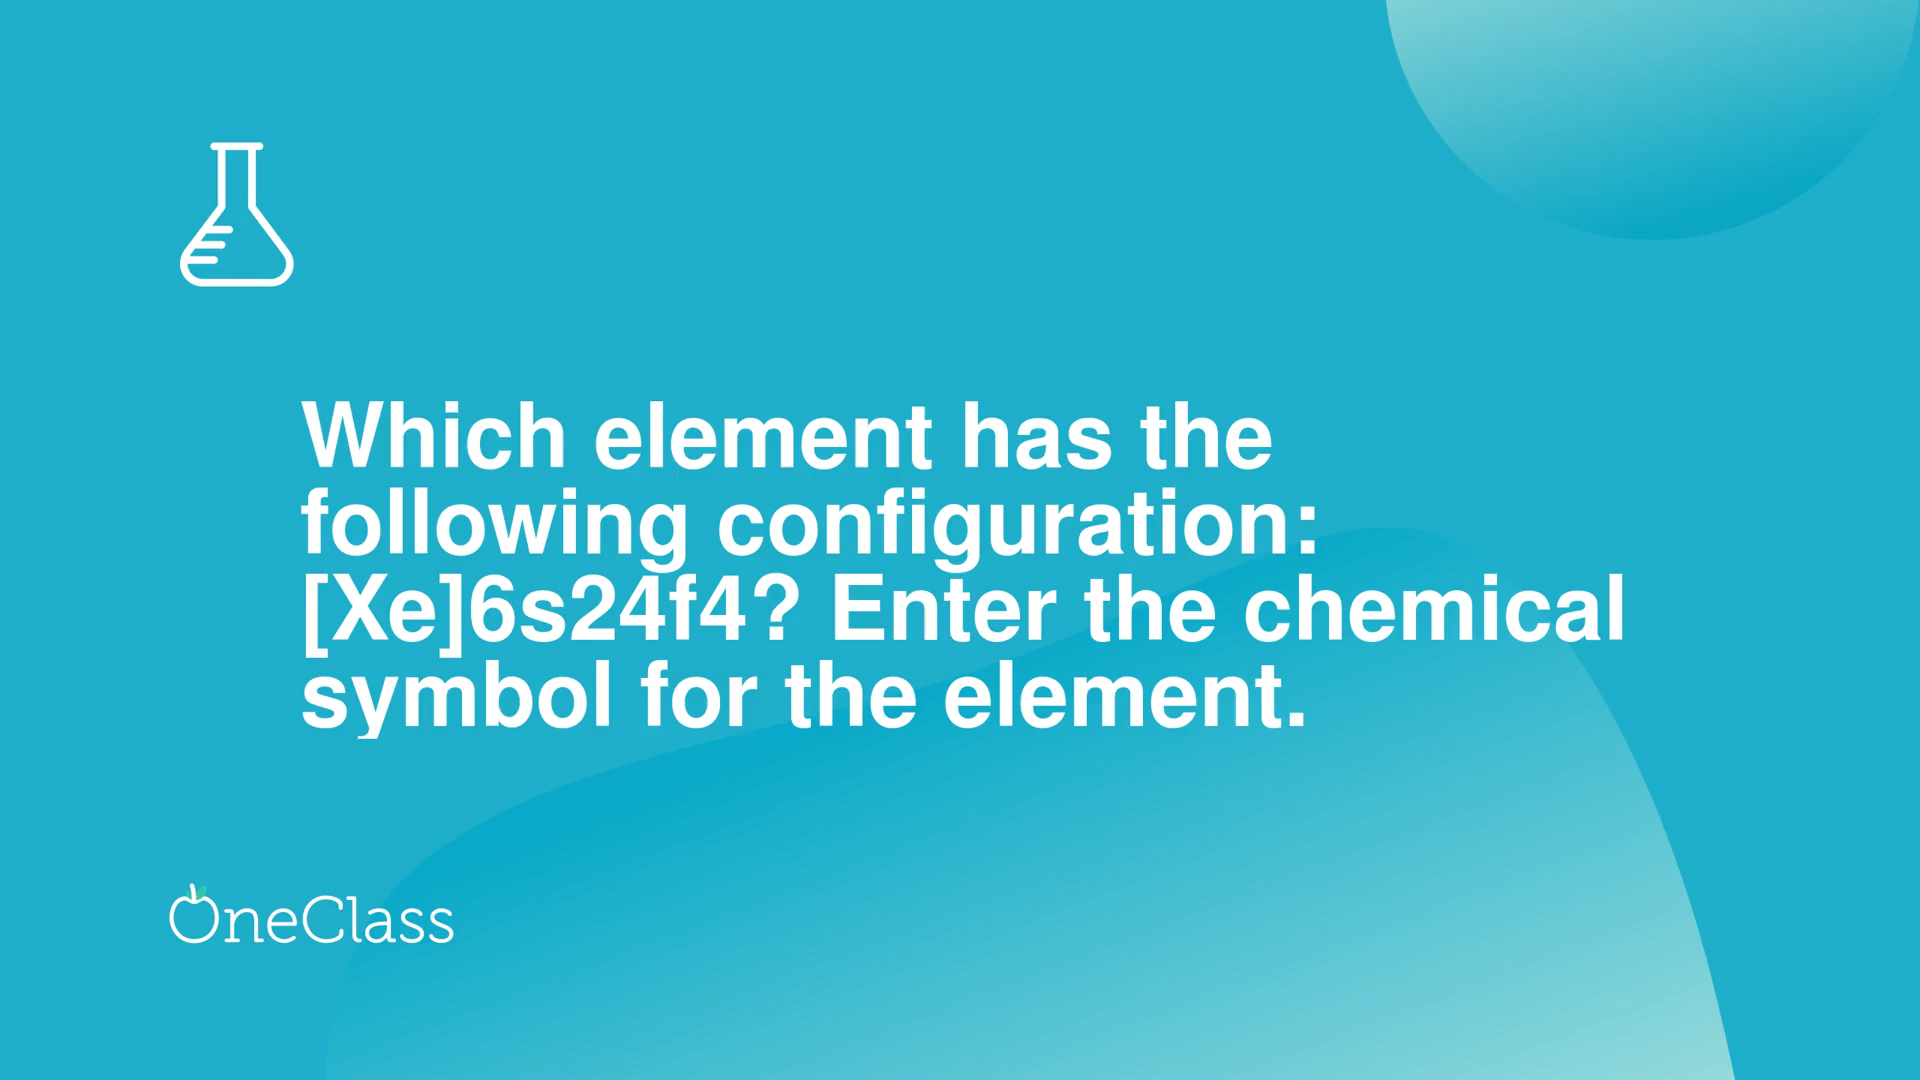 Which element has the
following configuration:
[Xe]6s24f4? Enter the chemical
symbol for the element.
OneClass